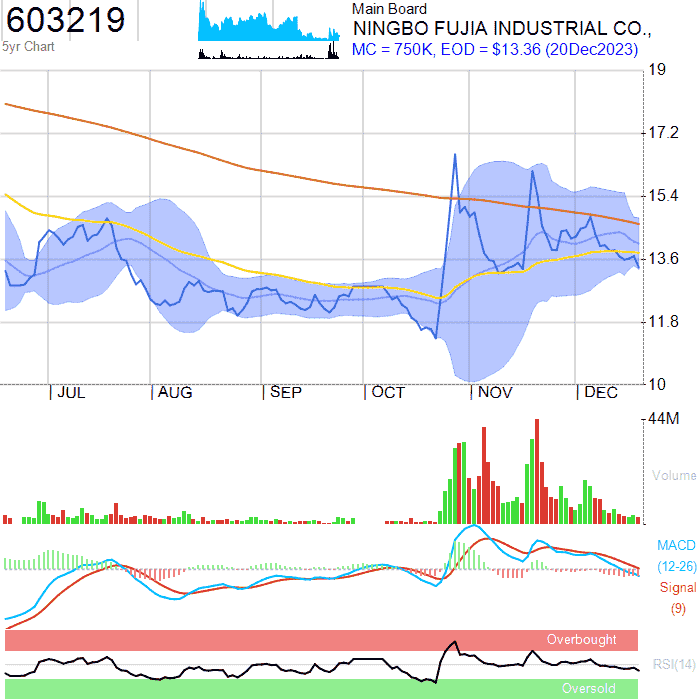 603219
5yr Chart
Main Board
NINGBO FUJIA INDUSTRIAL CO.,
MC = 750K, EOD = $13.36 (20Dec2023)
19
17.2
15.4
13.6
11.8
10
JUL AUG SEP OCT NOV DEC
44M
Volume
MACD
(12-26)
Signal
(9)
Overbought
RSI(14)
Oversold